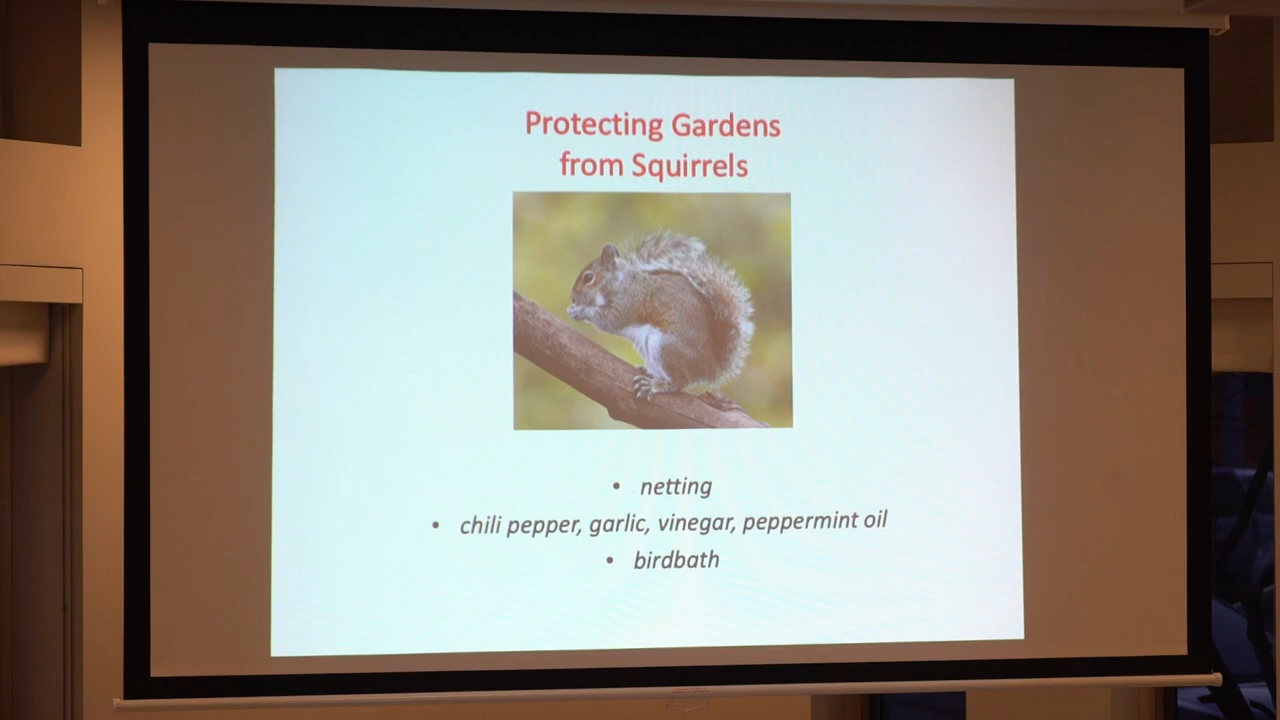 Protecting Gardens
from Squirrels
• netting
• chili pepper, garlic, vinegar, peppermint oil
• birdbath